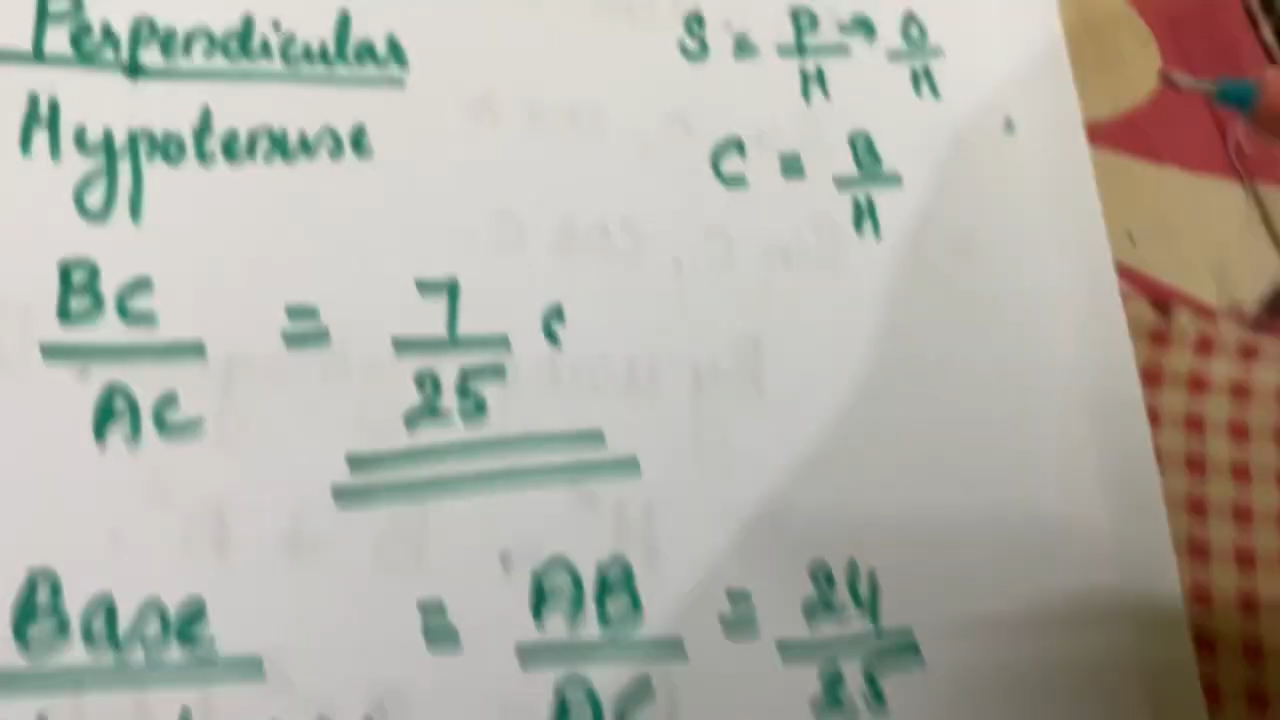 Perpendicular
Hypotenuse
S = P/H → O/H
C = B/H
BC/AC = 7/25
Base = AB/AC = 24/25